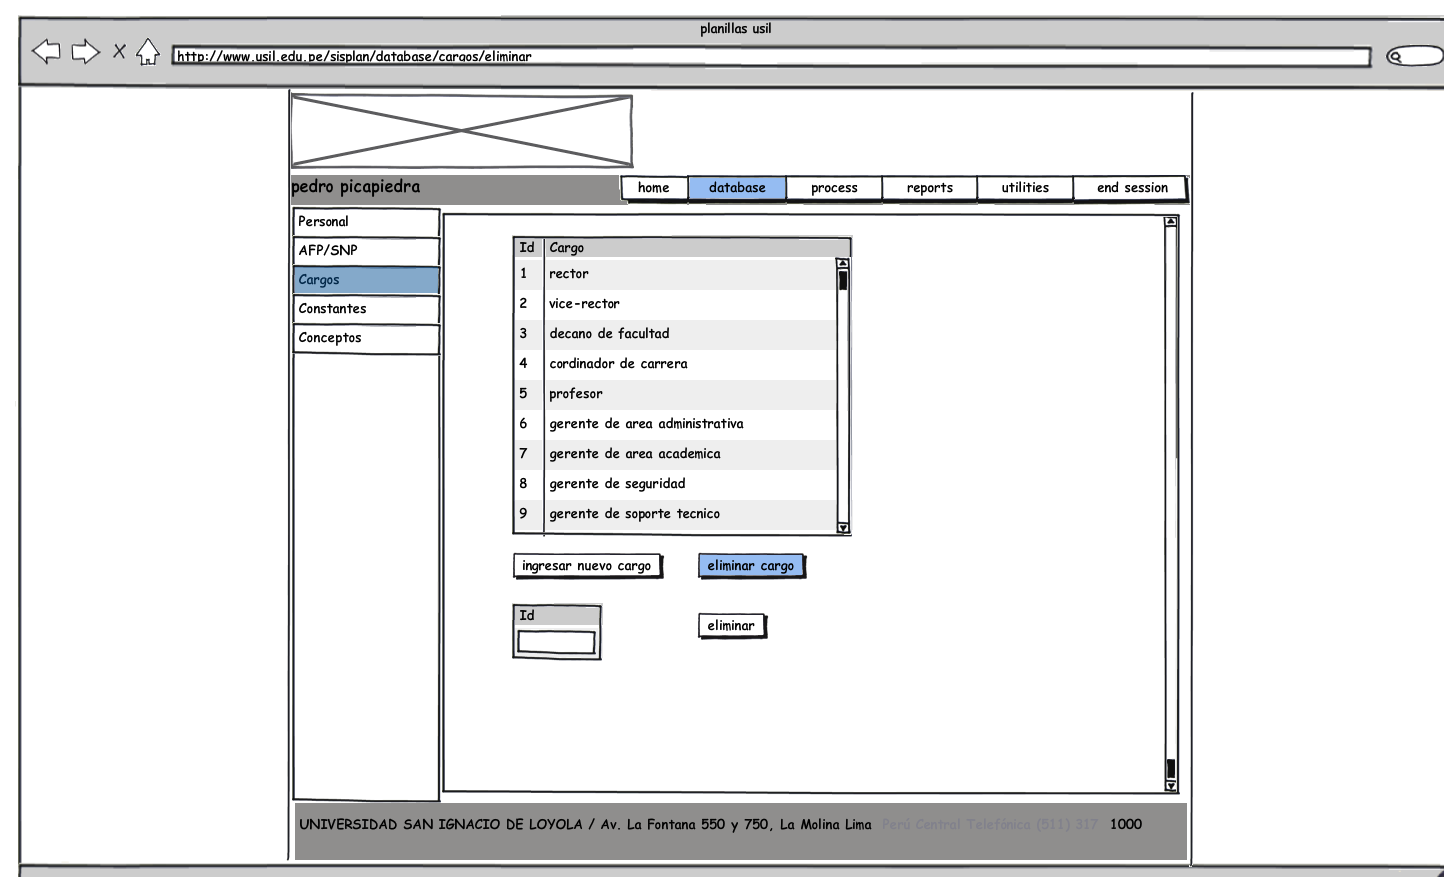 planillas usil
http://www.usil.edu.pe/sisplan/database/cargos/eliminar
pedro picapiedra
home database process reports utilities end session
Personal
AFP/SNP
Cargos
Constantes
Conceptos
Id Cargo
1 rector
2 vice-rector
3 decano de facultad
4 cordinador de carrera
5 profesor
6 gerente de area administrativa
7 gerente de area academica
8 gerente de seguridad
9 gerente de soporte tecnico
ingresar nuevo cargo eliminar cargo
Id
eliminar
UNIVERSIDAD SAN IGNACIO DE LOYOLA / Av. La Fontana 550 y 750, La Molina Lima Perú Central Telefónica (511) 317 1000